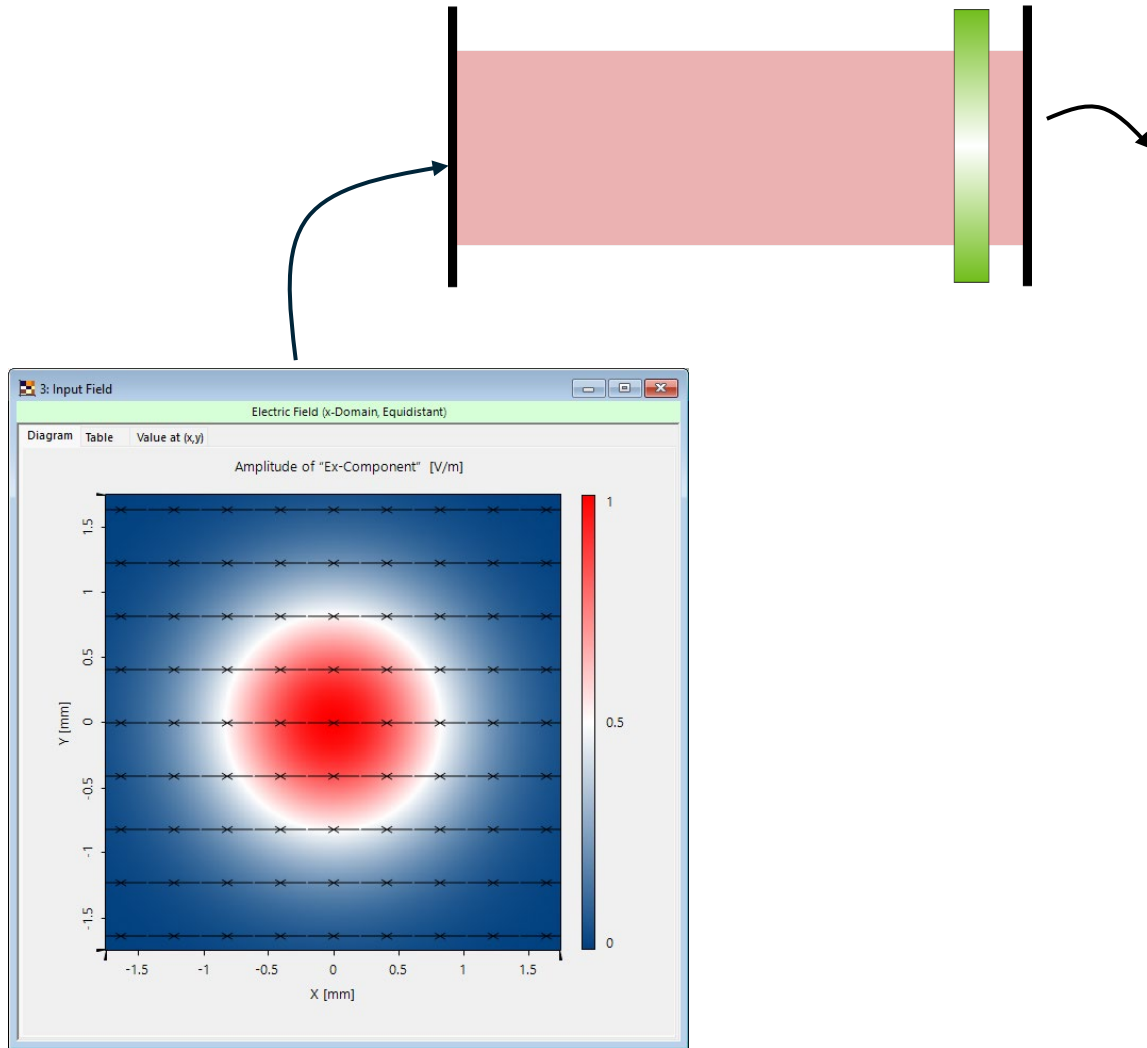 3: Input Field
Electric Field (x-Domain, Equidistant)
Diagram Table Value at (x,y)
Amplitude of "Ex-Component" [V/m]
Y [mm]
1.5
1
0.5
0
-0.5
-1
-1.5
-1.5 -1 -0.5 0 0.5 1 1.5
X [mm]
1
0.5
0